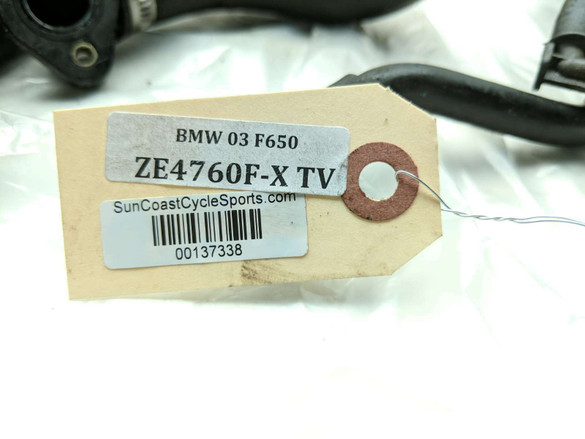 BMW 03 F650
ZE4760F-X TV
SunCoastCycleSports.com
00137338